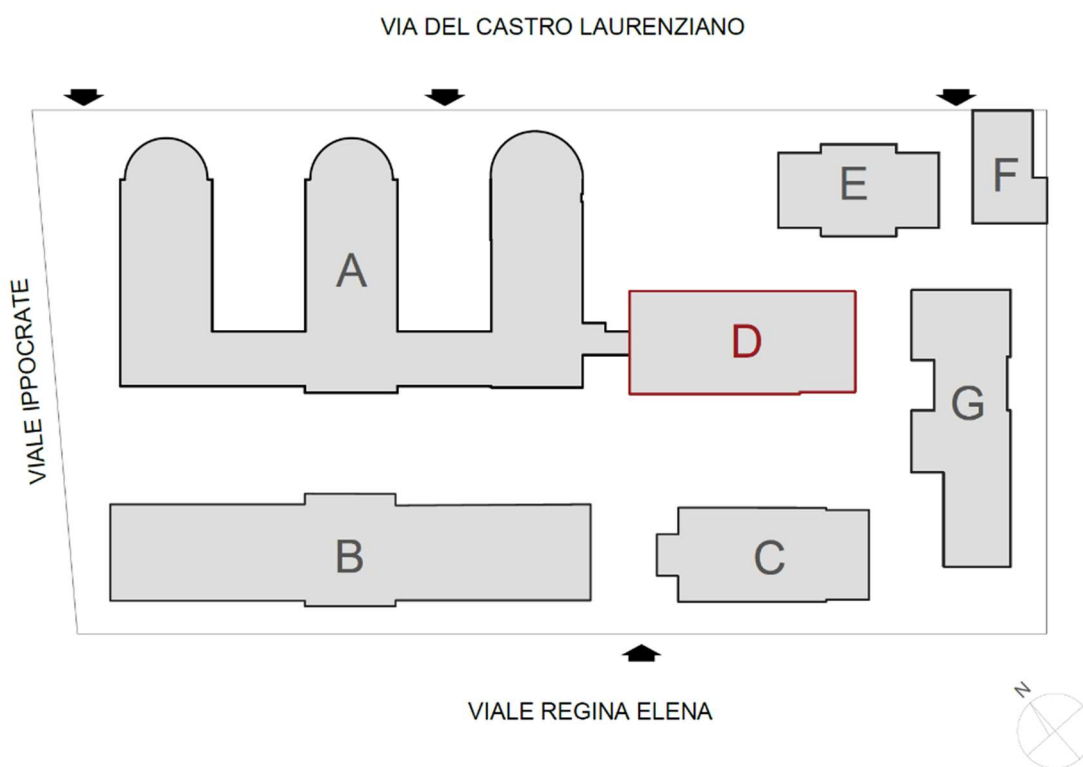 VIA DEL CASTRO LAURENZIANO
E
F
A
D
VIALE IPPOCRATE
G
B
C
N
VIALE REGINA ELENA